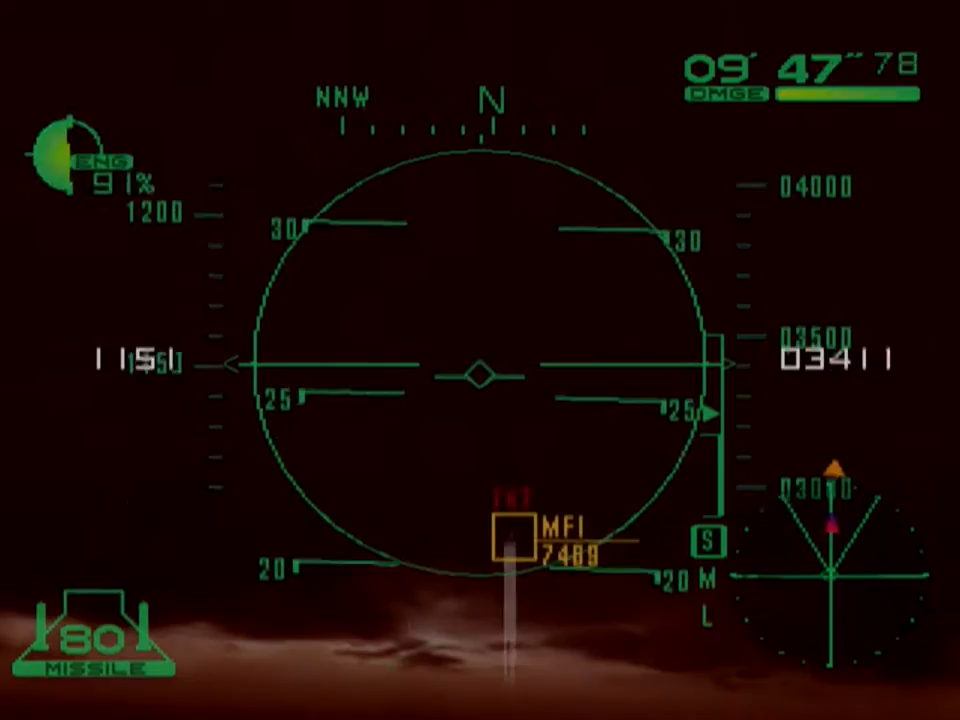 09' 47" 78
DMGE
NNW N
ENG
91%
1200
04000
30 30
03500
1151
03411
25 25
TGT
MFI
7489
S
M
L
20 20
80
MISSILE